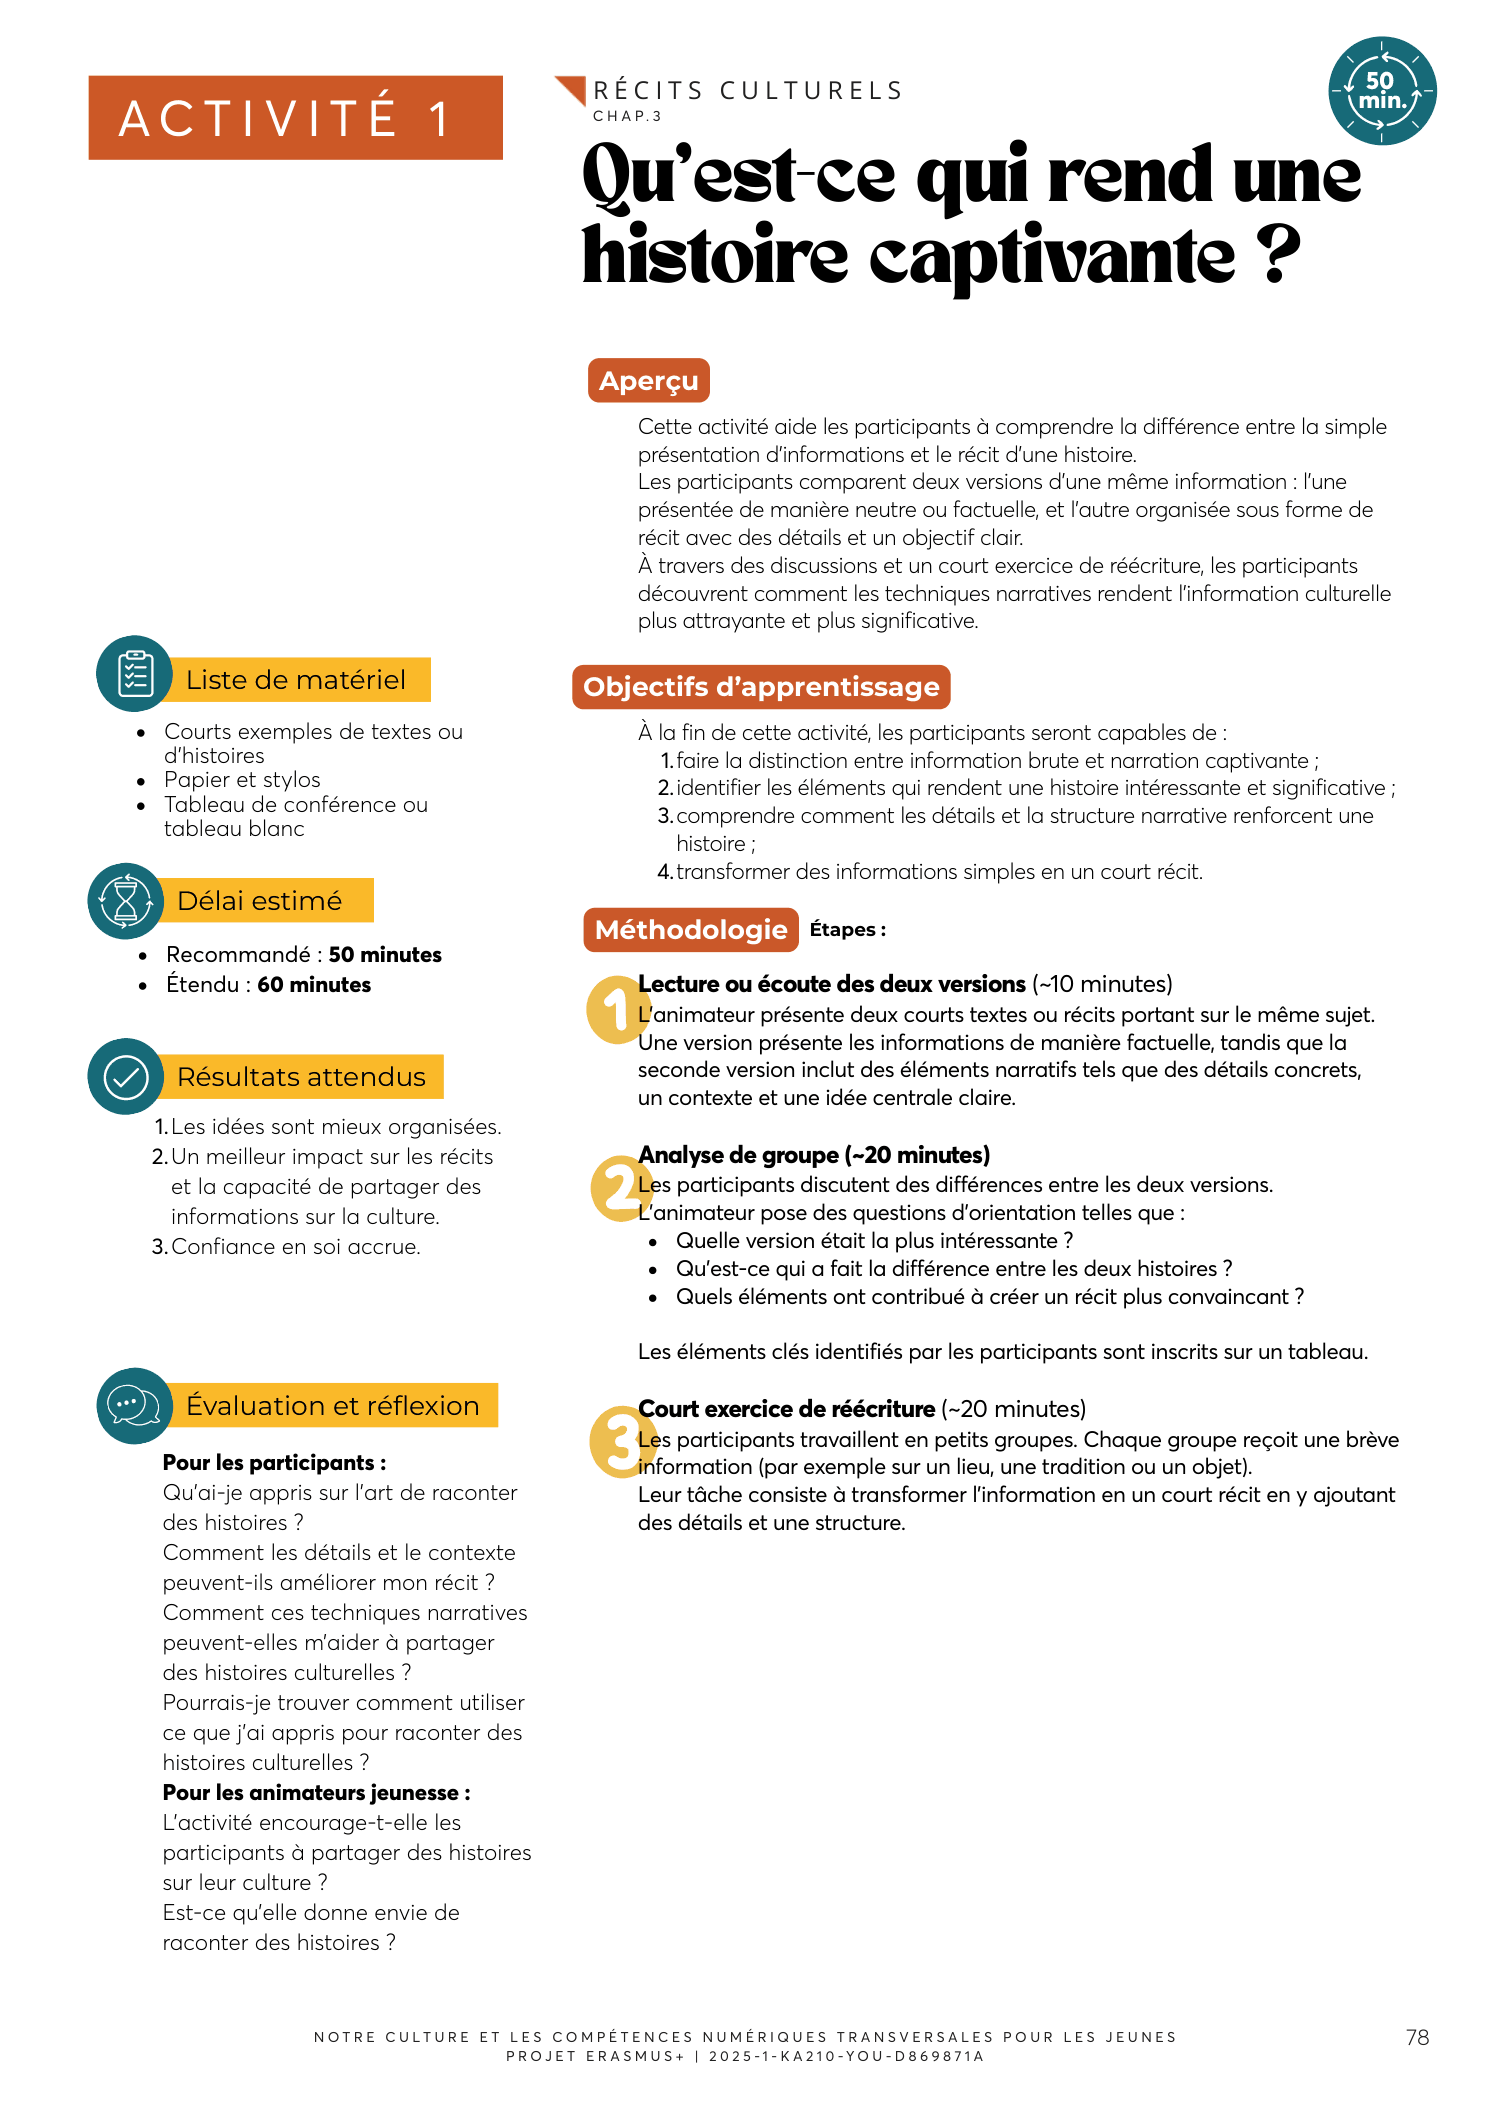 ACTIVITÉ 1
RÉCITS CULTURELS
CHAP.3
50
min.
Qu'est-ce qui rend une
histoire captivante ?
Aperçu
Cette activité aide les participants à comprendre la différence entre la simple
présentation d'informations et le récit d'une histoire.
Les participants comparent deux versions d'une même information : l'une
présentée de manière neutre ou factuelle, et l'autre organisée sous forme de
récit avec des détails et un objectif clair.
À travers des discussions et un court exercice de réécriture, les participants
découvrent comment les techniques narratives rendent l'information culturelle
plus attrayante et plus significative.
Liste de matériel
• Courts exemples de textes ou
d'histoires
• Papier et stylos
• Tableau de conférence ou
tableau blanc
Délai estimé
• Recommandé : 50 minutes
• Étendu : 60 minutes
Résultats attendus
1. Les idées sont mieux organisées.
2. Un meilleur impact sur les récits
et la capacité de partager des
informations sur la culture.
3. Confiance en soi accrue.
Évaluation et réflexion
Pour les participants :
Qu'ai-je appris sur l'art de raconter
des histoires ?
Comment les détails et le contexte
peuvent-ils améliorer mon récit ?
Comment ces techniques narratives
peuvent-elles m'aider à partager
des histoires culturelles ?
Pourrais-je trouver comment utiliser
ce que j'ai appris pour raconter des
histoires culturelles ?
Pour les animateurs jeunesse :
L'activité encourage-t-elle les
participants à partager des histoires
sur leur culture ?
Est-ce qu'elle donne envie de
raconter des histoires ?
Objectifs d'apprentissage
À la fin de cette activité, les participants seront capables de :
1. faire la distinction entre information brute et narration captivante ;
2. identifier les éléments qui rendent une histoire intéressante et significative ;
3. comprendre comment les détails et la structure narrative renforcent une
histoire ;
4. transformer des informations simples en un court récit.
Méthodologie Étapes :
1
Lecture ou écoute des deux versions (~10 minutes)
L'animateur présente deux courts textes ou récits portant sur le même sujet.
Une version présente les informations de manière factuelle, tandis que la
seconde version inclut des éléments narratifs tels que des détails concrets,
un contexte et une idée centrale claire.
2
Analyse de groupe (~20 minutes)
Les participants discutent des différences entre les deux versions.
L'animateur pose des questions d'orientation telles que :
• Quelle version était la plus intéressante ?
• Qu'est-ce qui a fait la différence entre les deux histoires ?
• Quels éléments ont contribué à créer un récit plus convaincant ?
Les éléments clés identifiés par les participants sont inscrits sur un tableau.
3
Court exercice de réécriture (~20 minutes)
Les participants travaillent en petits groupes. Chaque groupe reçoit une brève
information (par exemple sur un lieu, une tradition ou un objet).
Leur tâche consiste à transformer l'information en un court récit en y ajoutant
des détails et une structure.
NOTRE CULTURE ET LES COMPÉTENCES NUMÉRIQUES TRANSVERSALES POUR LES JEUNES
PROJET ERASMUS+ | 2025-1-KA210-YOU-D869871A
78